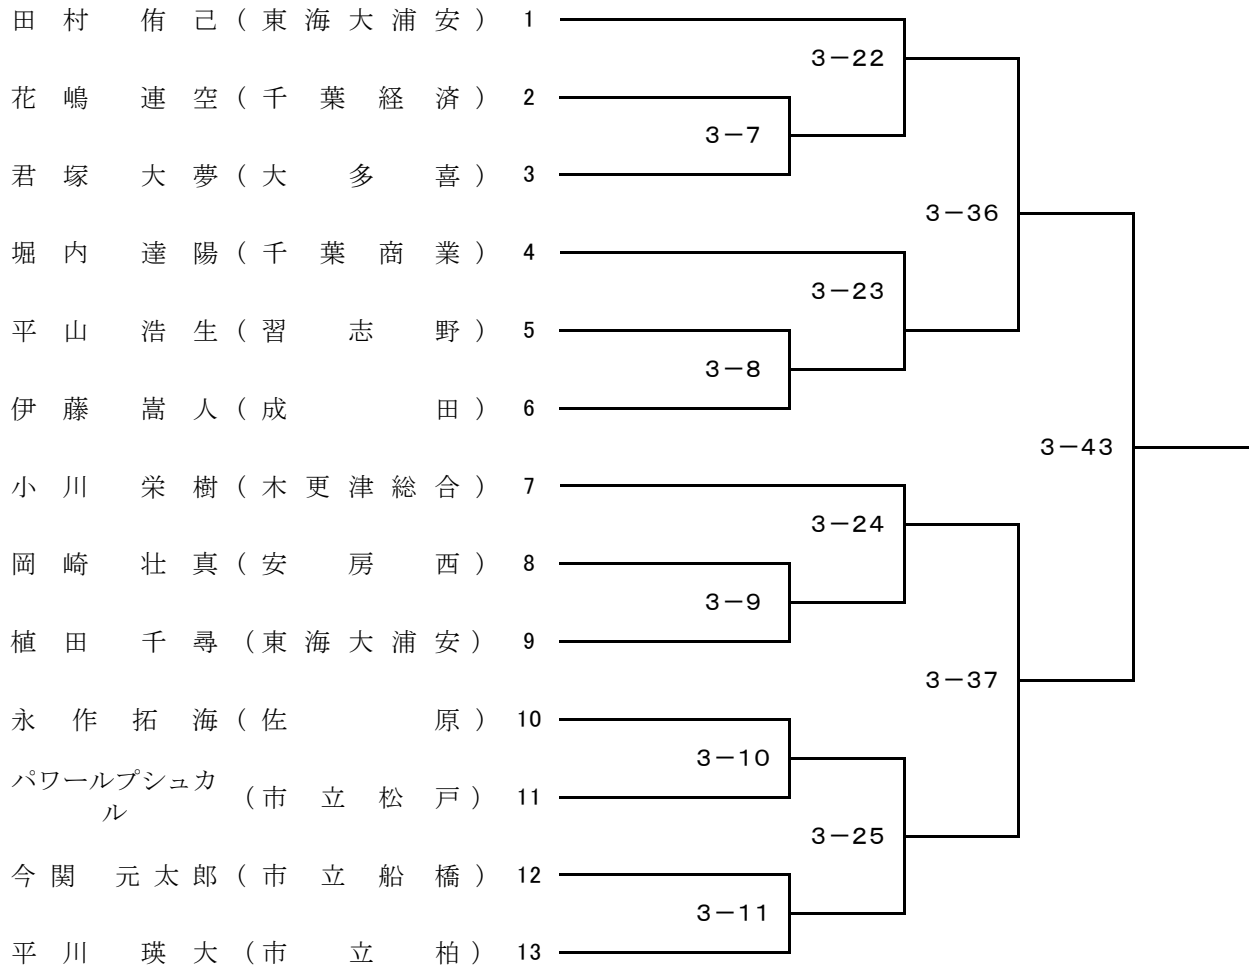 田村 侑己(東海大浦安) 1
3－22
花嶋 連空(千葉経済) 2
3－7
君塚 大夢(大多喜) 3
3－36
堀内 達陽(千葉商業) 4
3－23
平山 浩生(習志野) 5
3－8
伊藤 嵩人(成田) 6
3－43
小川 栄樹(木更津総合) 7
3－24
岡崎 壮真(安房西) 8
3－9
植田 千尋(東海大浦安) 9
3－37
永作拓海(佐原) 10
3－10
パワールプシュカ
ル (市立松戸) 11
3－25
今関 元太郎(市立船橋) 12
3－11
平川 瑛大(市立柏) 13